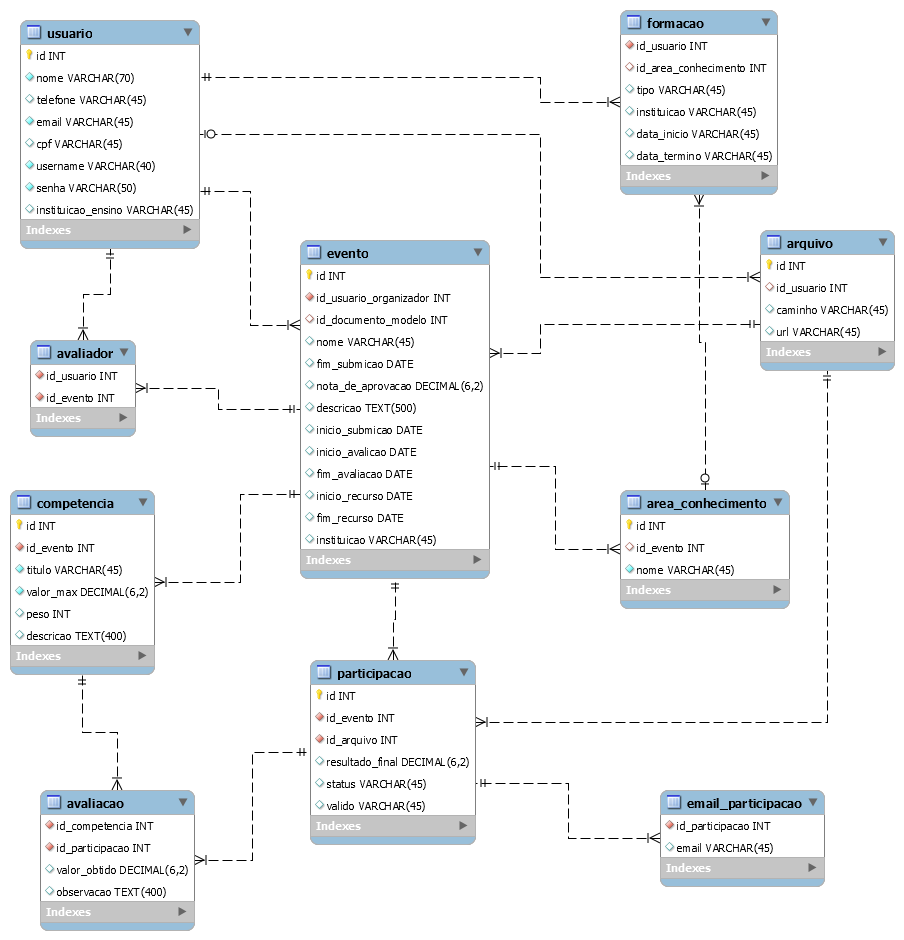 usuario
id INT
nome VARCHAR(70)
telefone VARCHAR(45)
email VARCHAR(45)
cpf VARCHAR(45)
username VARCHAR(40)
senha VARCHAR(50)
instituicao_ensino VARCHAR(45)
Indexes
formacao
id_usuario INT
id_area_conhecimento INT
tipo VARCHAR(45)
instituicao VARCHAR(45)
data_inicio VARCHAR(45)
data_termino VARCHAR(45)
Indexes
arquivo
id INT
id_usuario INT
caminho VARCHAR(45)
url VARCHAR(45)
Indexes
evento
id INT
id_usuario_organizador INT
id_documento_modelo INT
nome VARCHAR(45)
fim_submicao DATE
nota_de_aprovacao DECIMAL(6,2)
descricao TEXT(500)
inicio_submicao DATE
inicio_avalicao DATE
fim_avaliacao DATE
inicio_recurso DATE
fim_recurso DATE
instituicao VARCHAR(45)
Indexes
avaliador
id_usuario INT
id_evento INT
Indexes
competencia
id INT
id_evento INT
titulo VARCHAR(45)
valor_max DECIMAL(6,2)
peso INT
descricao TEXT(400)
Indexes
area_conhecimento
id INT
id_evento INT
nome VARCHAR(45)
Indexes
participacao
id INT
id_evento INT
id_arquivo INT
resultado_final DECIMAL(6,2)
status VARCHAR(45)
valido VARCHAR(45)
Indexes
avaliacao
id_competencia INT
id_participacao INT
valor_obtido DECIMAL(6,2)
observacao TEXT(400)
Indexes
email_participacao
id_participacao INT
email VARCHAR(45)
Indexes